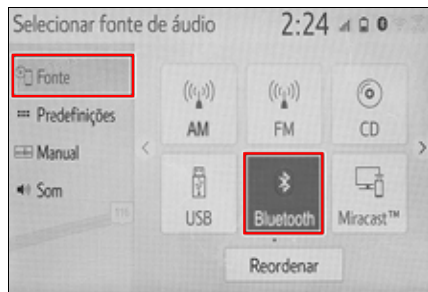 Selecionar fonte de áudio 2:24
Fonte
Predefinições
Manual
Som
AM
FM
CD
USB
Bluetooth
Miracast™
Reordenar